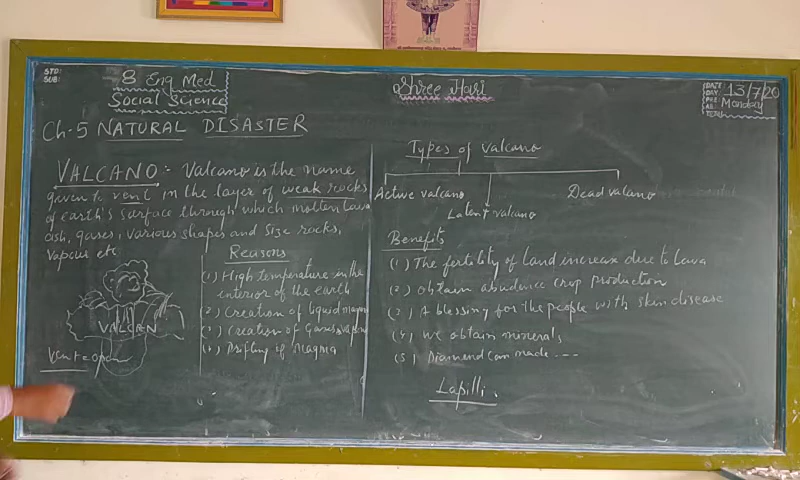 STD:
SUB:
8 Eng Med
Social Science
Shree Hari
DATE 13/7/20
DAY
PRE
AB. Monday
TOTAL
Ch-5 NATURAL DISASTER
VALCANO :- Valcano is the name
given to vent in the layer of weak rocks
of earth's surface through which molten lava
ash, gases, various shapes and size rocks,
vapour etc
VALCAN
Vent = open
Reasons
(1) High temperature in the
interior of the earth
(2) Creation of liquid magma
(3) Creation of Gases & vapour
(4) Drifting of Magma
Types of valcano
Active valcano
Latent valcano
Dead valcano
Benefits
(1) The fertility of land increase due to Lava
(2) obtain abundence crop production
(3) A blessing for the people with skin disease
(4) we obtain minerals
(5) Diamond can made ---
Lapilli.